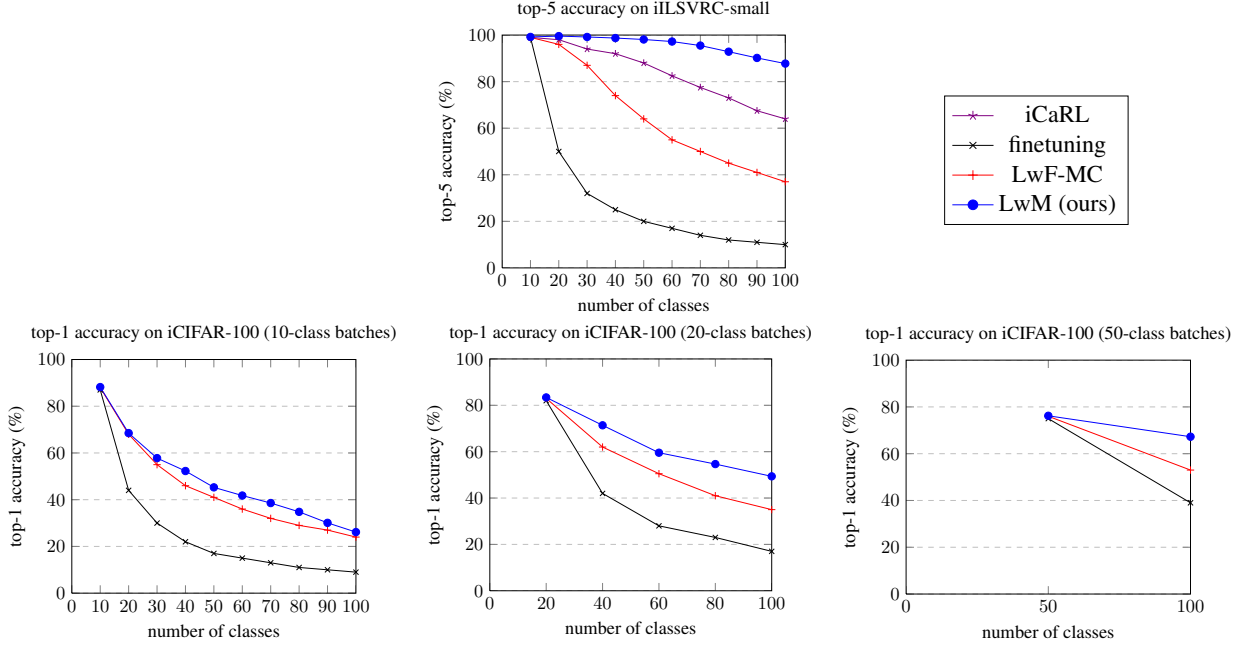 top-5 accuracy on iILSVRC-small
100
80
60
40
20
0
top-5 accuracy (%)
0 10 20 30 40 50 60 70 80 90 100
number of classes
iCaRL
finetuning
LwF-MC
LwM (ours)
top-1 accuracy on iCIFAR-100 (10-class batches)
100
80
60
40
20
0
top-1 accuracy (%)
0 10 20 30 40 50 60 70 80 90 100
number of classes
top-1 accuracy on iCIFAR-100 (20-class batches)
100
80
60
40
20
0
top-1 accuracy (%)
0 20 40 60 80 100
number of classes
top-1 accuracy on iCIFAR-100 (50-class batches)
100
80
60
40
20
0
top-1 accuracy (%)
0 50 100
number of classes